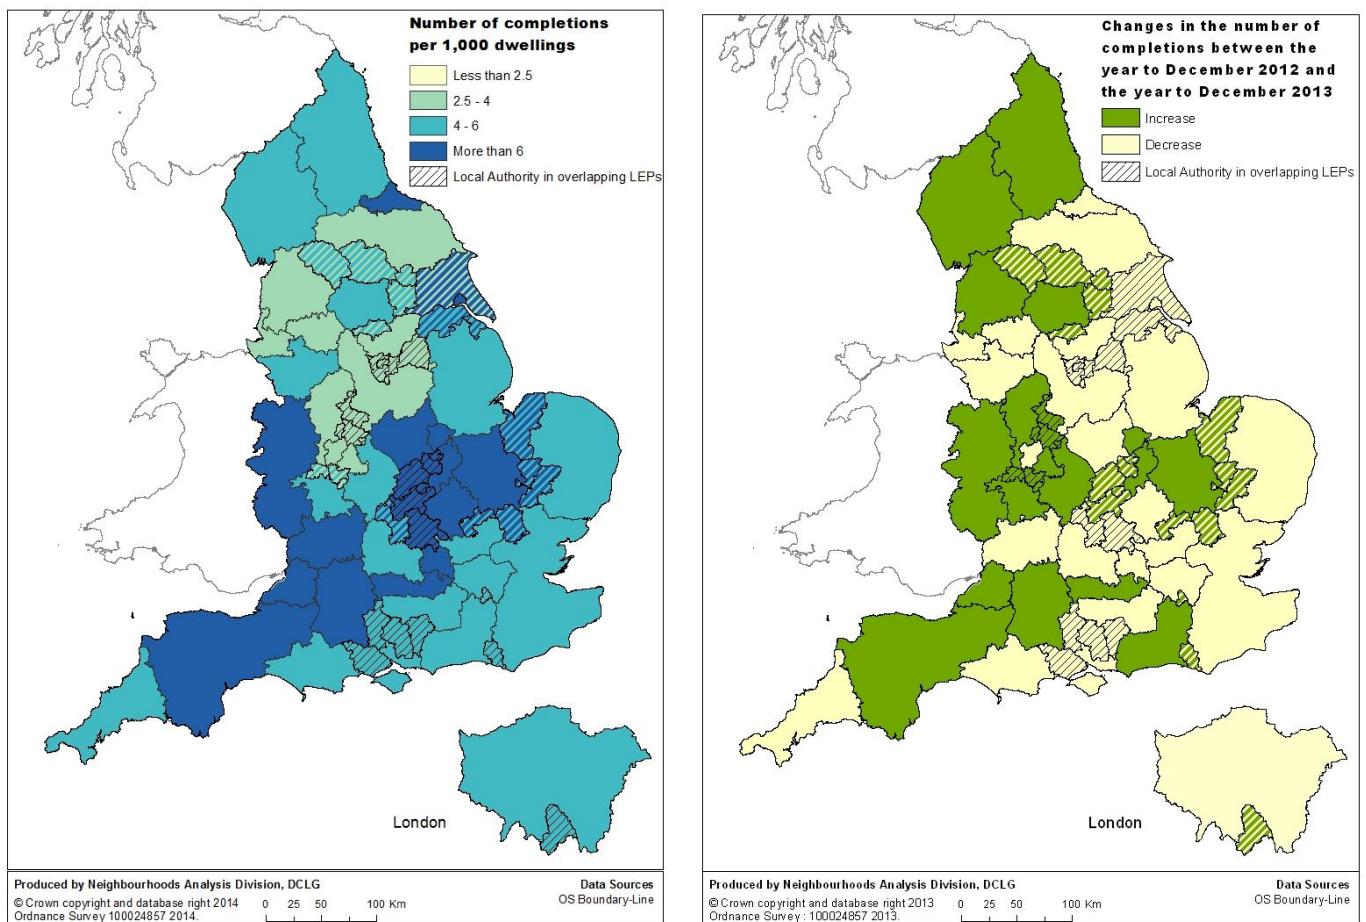 Number of completions
per 1,000 dwellings
Less than 2.5
2.5 - 4
4 - 6
More than 6
Local Authority in overlapping LEPs
London
Produced by Neighbourhoods Analysis Division, DCLG
Data Sources
© Crown copyright and database right 2014
OS Boundary-Line
Ordnance Survey 100024857 2014.
0 25 50 100 Km
Changes in the number of
completions between the
year to December 2012 and
the year to December 2013
Increase
Decrease
Local Authority in overlapping LEPs
London
Produced by Neighbourhoods Analysis Division, DCLG
Data Sources
© Crown copyright and database right 2013
OS Boundary-Line
Ordnance Survey : 100024857 2013.
0 25 50 100 Km